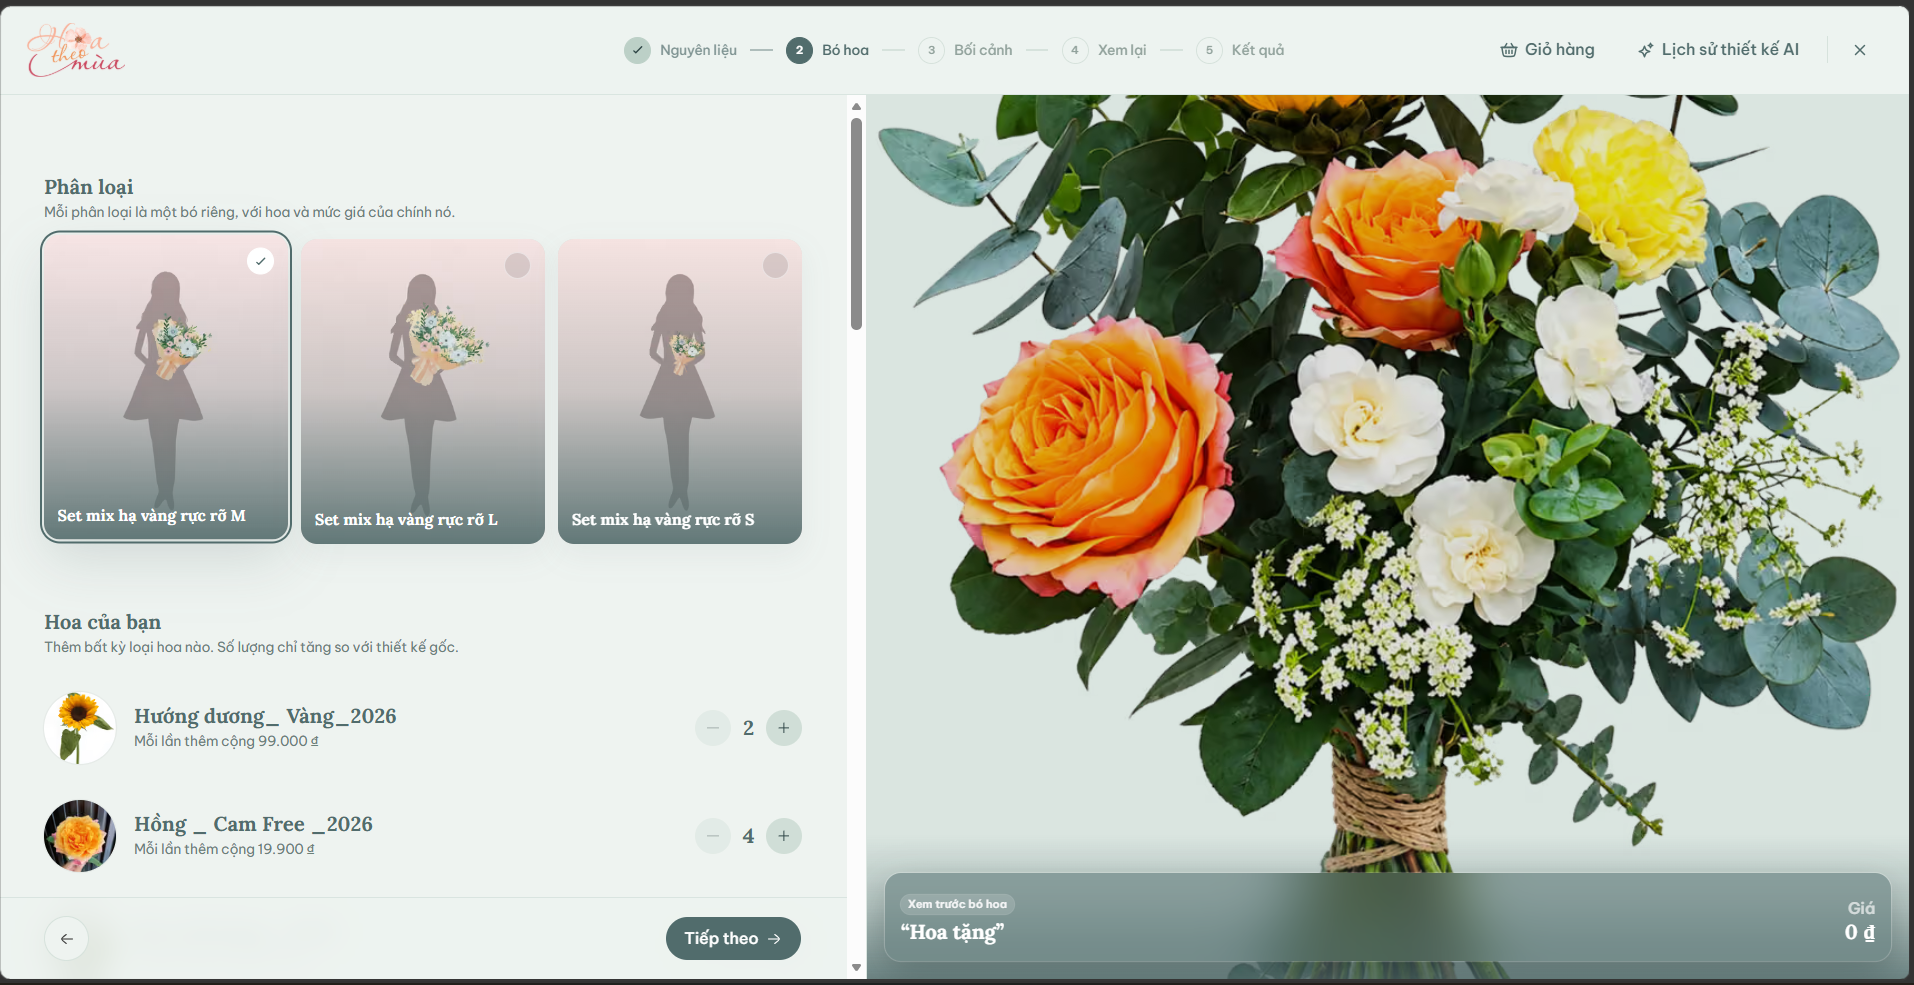 Hoa
theo
mùa
Nguyên liệu
2
Bó hoa
3
Bối cảnh
4
Xem lại
5
Kết quả
Giỏ hàng
Lịch sử thiết kế AI
Phân loại
Mỗi phân loại là một bó riêng, với hoa và mức giá của chính nó.
Set mix hạ vàng rực rỡ M
Set mix hạ vàng rực rỡ L
Set mix hạ vàng rực rỡ S
Hoa của bạn
Thêm bất kỳ loại hoa nào. Số lượng chỉ tăng so với thiết kế gốc.
Hướng dương_ Vàng_2026
Mỗi lần thêm cộng 99.000 ₫
2
Hồng _ Cam Free _2026
Mỗi lần thêm cộng 19.900 ₫
4
Tiếp theo
Xem trước bó hoa
“Hoa tặng”
Giá
0 ₫